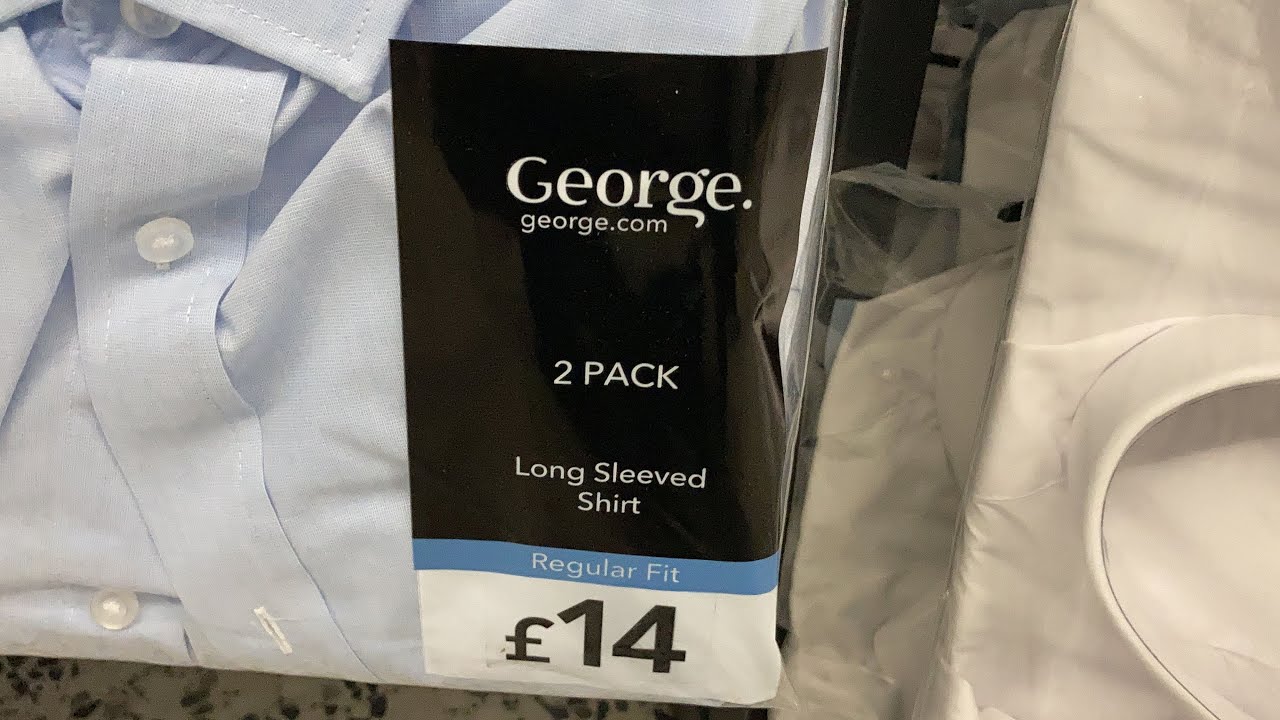 George.
george.com
2 PACK
Long Sleeved
Shirt
Regular Fit
£14